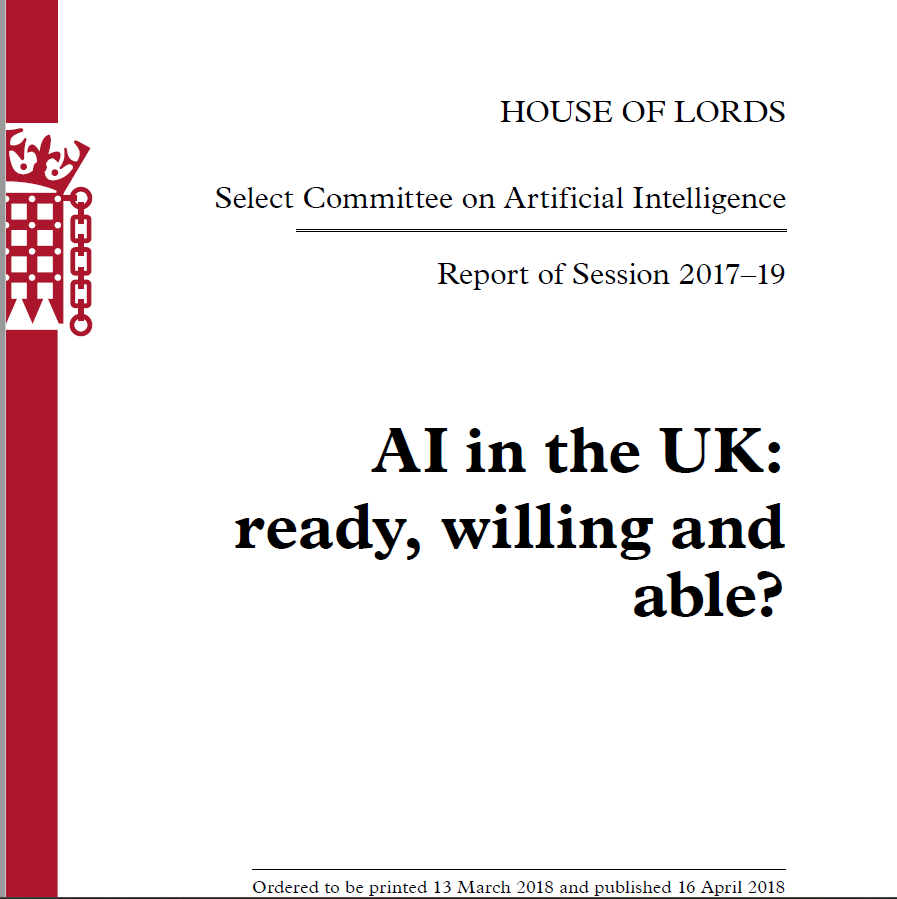 HOUSE OF LORDS
Select Committee on Artificial Intelligence
Report of Session 2017–19
AI in the UK:
ready, willing and
able?
Ordered to be printed 13 March 2018 and published 16 April 2018